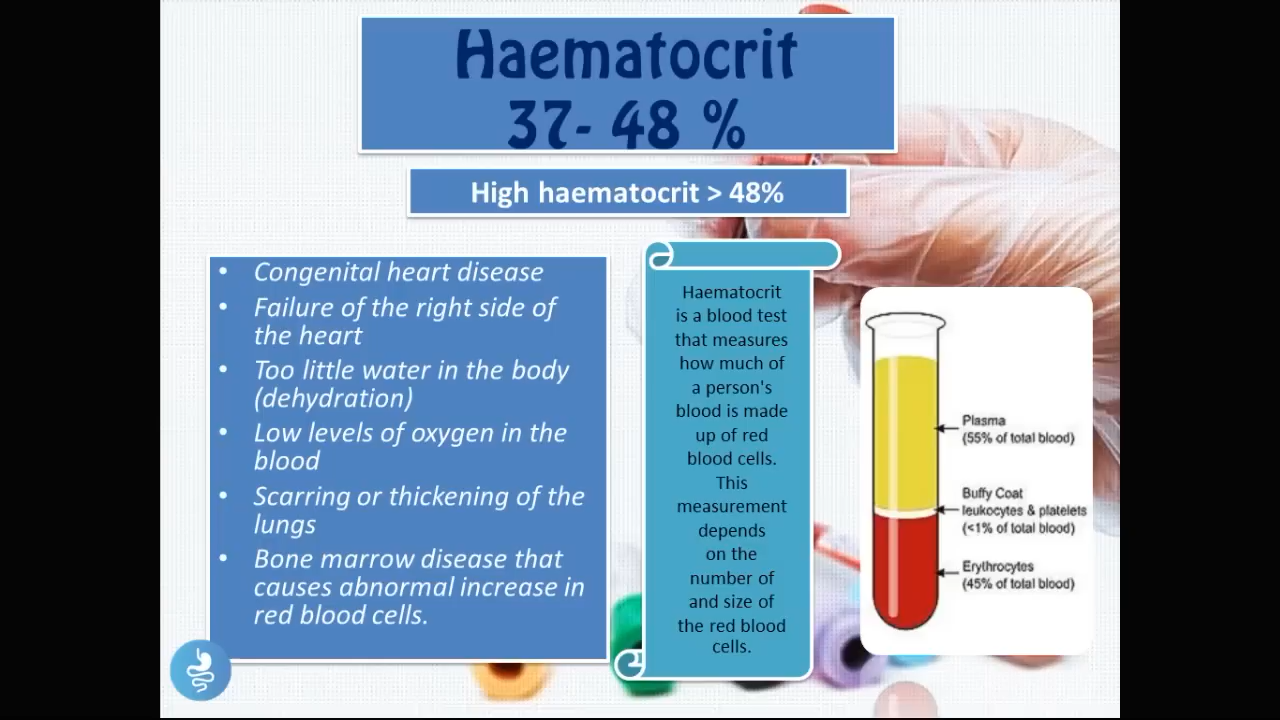 Haematocrit
37- 48 %
High haematocrit > 48%
• Congenital heart disease
• Failure of the right side of
the heart
• Too little water in the body
(dehydration)
• Low levels of oxygen in the
blood
• Scarring or thickening of the
lungs
• Bone marrow disease that
causes abnormal increase in
red blood cells.
Haematocrit
is a blood test
that measures
how much of
a person's
blood is made
up of red
blood cells.
This
measurement
depends
on the
number of
and size of
the red blood
cells.
Plasma
(55% of total blood)
Buffy Coat
leukocytes & platelets
(<1% of total blood)
Erythrocytes
(45% of total blood)